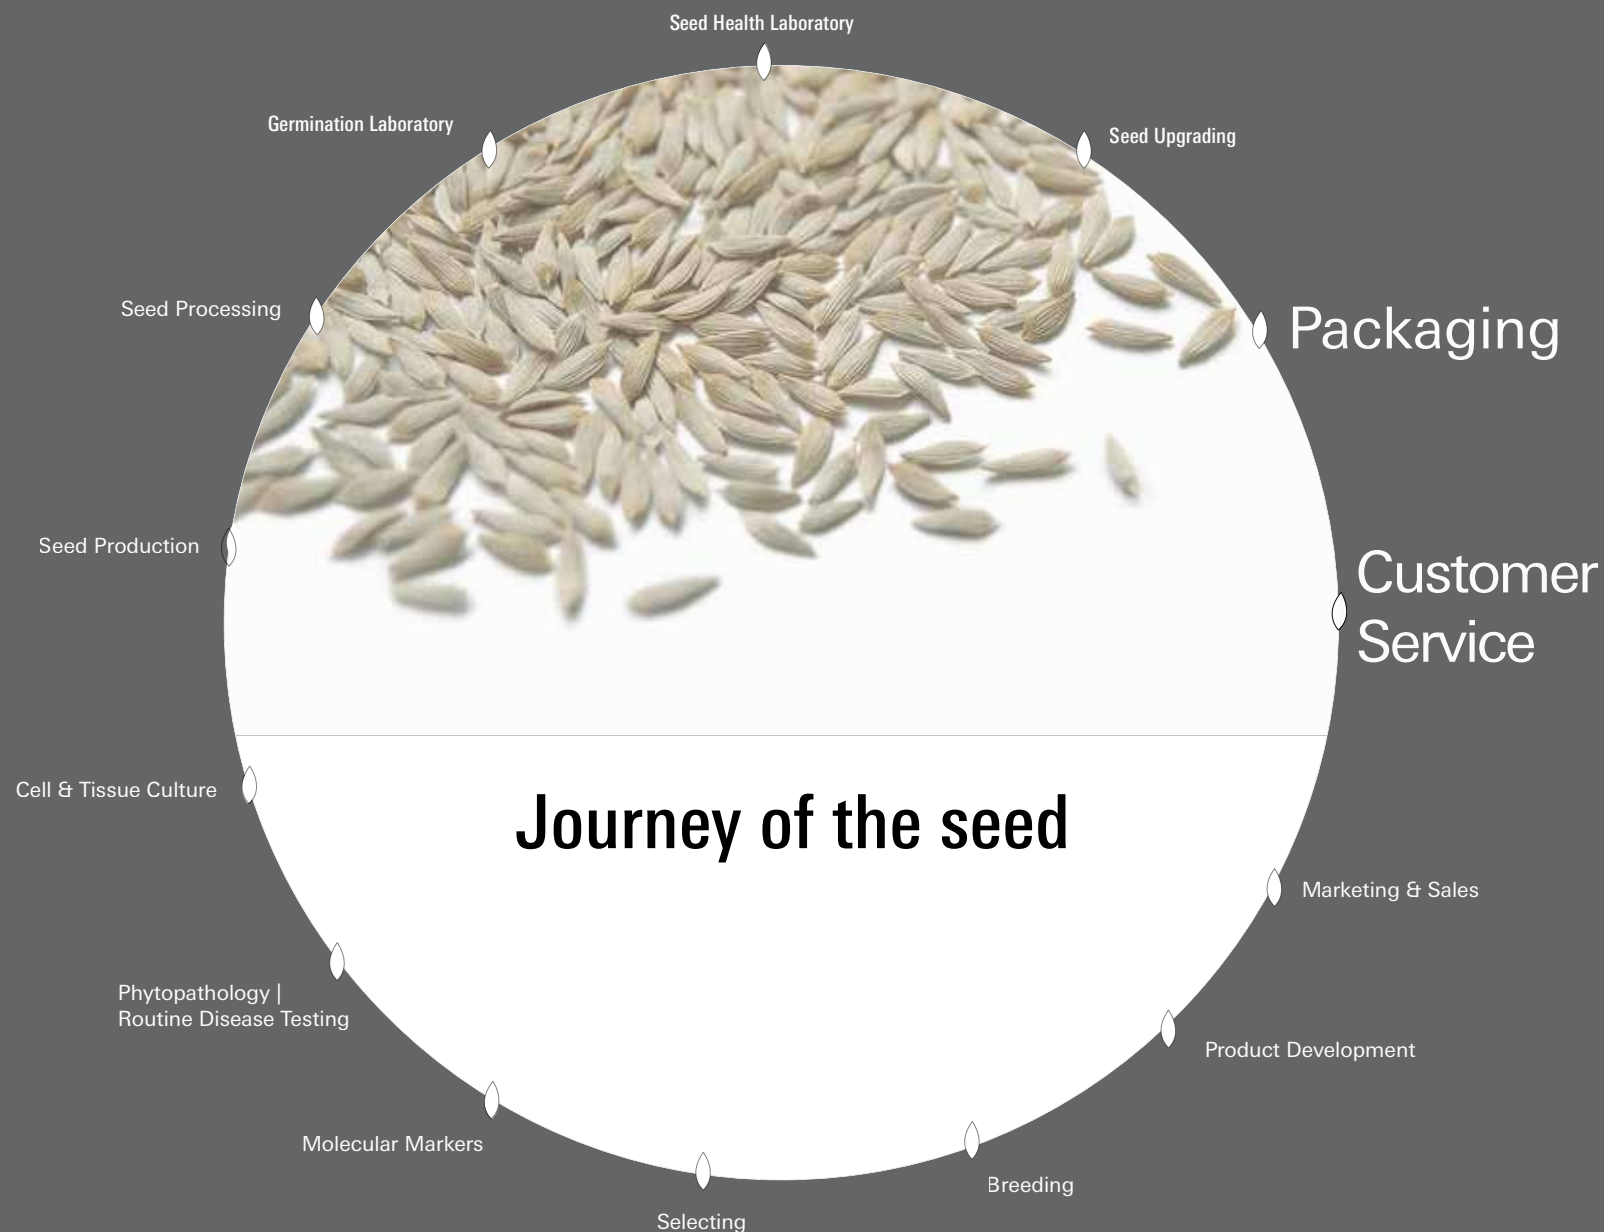 Seed Health Laboratory
Germination Laboratory
Seed Upgrading
Seed Processing
Packaging
Seed Production
Customer
Service
Cell & Tissue Culture
Journey of the seed
Marketing & Sales
Phytopathology |
Routine Disease Testing
Product Development
Molecular Markers
Breeding
Selecting